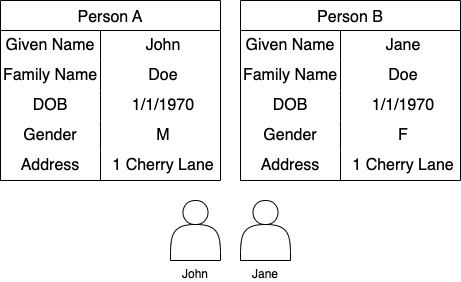 Person A
Given Name John
Family Name Doe
DOB 1/1/1970
Gender M
Address 1 Cherry Lane
Person B
Given Name Jane
Family Name Doe
DOB 1/1/1970
Gender F
Address 1 Cherry Lane
John
Jane